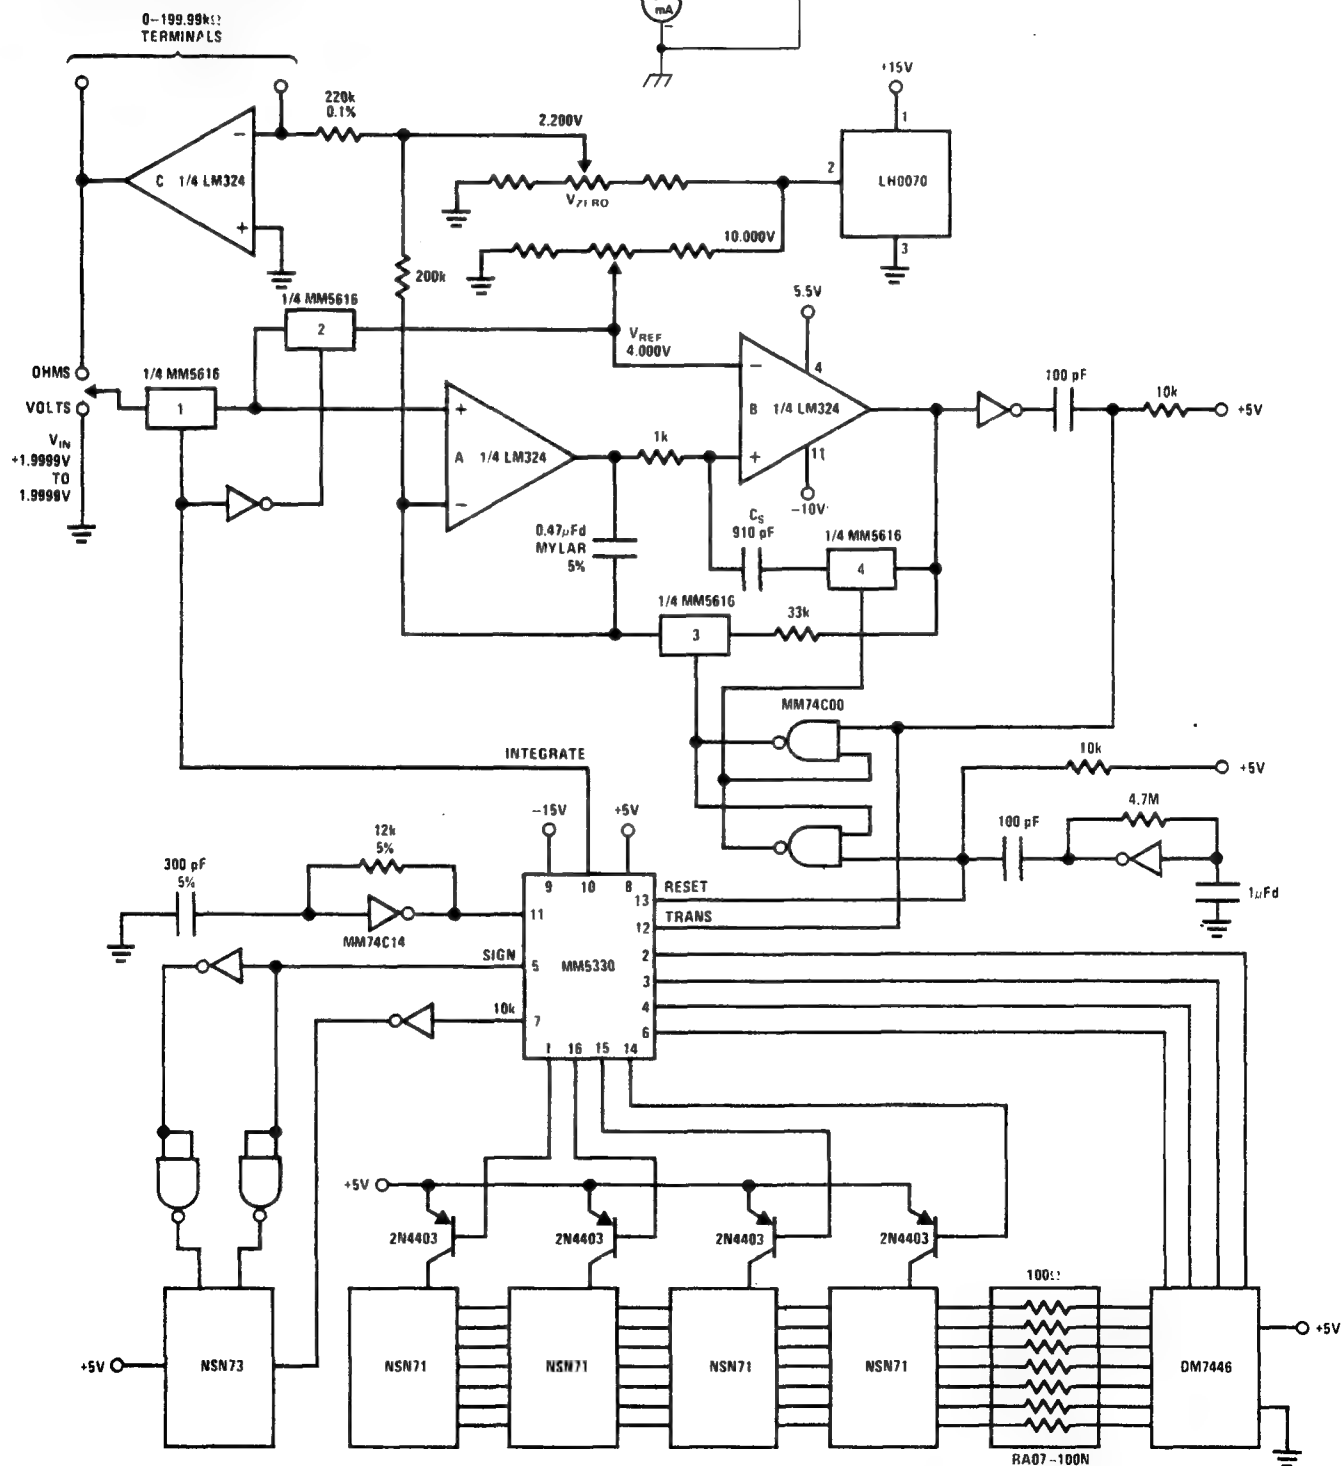 mA
−
0–199.99kΩ
TERMINALS
+15V
220k
0.1%
2.200V
1
2
LH0070
3
−
C 1/4 LM324
+
VZERO
10.000V
200k
1/4 MM5616
2
5.5V
VREF
4.000V
OHMS
1/4 MM5616
1
VOLTS
VIN
+1.9999V
TO
1.9999V
+
A 1/4 LM324
−
1k
−
B 1/4 LM324
+
4
11
−10V
100 pF
10k
+5V
0.47µFd
MYLAR
5%
CS
910 pF
1/4 MM5616
4
1/4 MM5616
3
33k
MM74C00
INTEGRATE
10k
+5V
−15V
+5V
4.7M
100 pF
1µFd
12k
5%
300 pF
5%
MM74C14
9
10
8
11
13
RESET
TRANS
12
SIGN
5
MM5330
2
3
10k
7
4
6
1
16
15
14
+5V
2N4403
2N4403
2N4403
2N4403
100Ω
+5V
NSN73
NSN71
NSN71
NSN71
NSN71
DM7446
+5V
RA07-100N